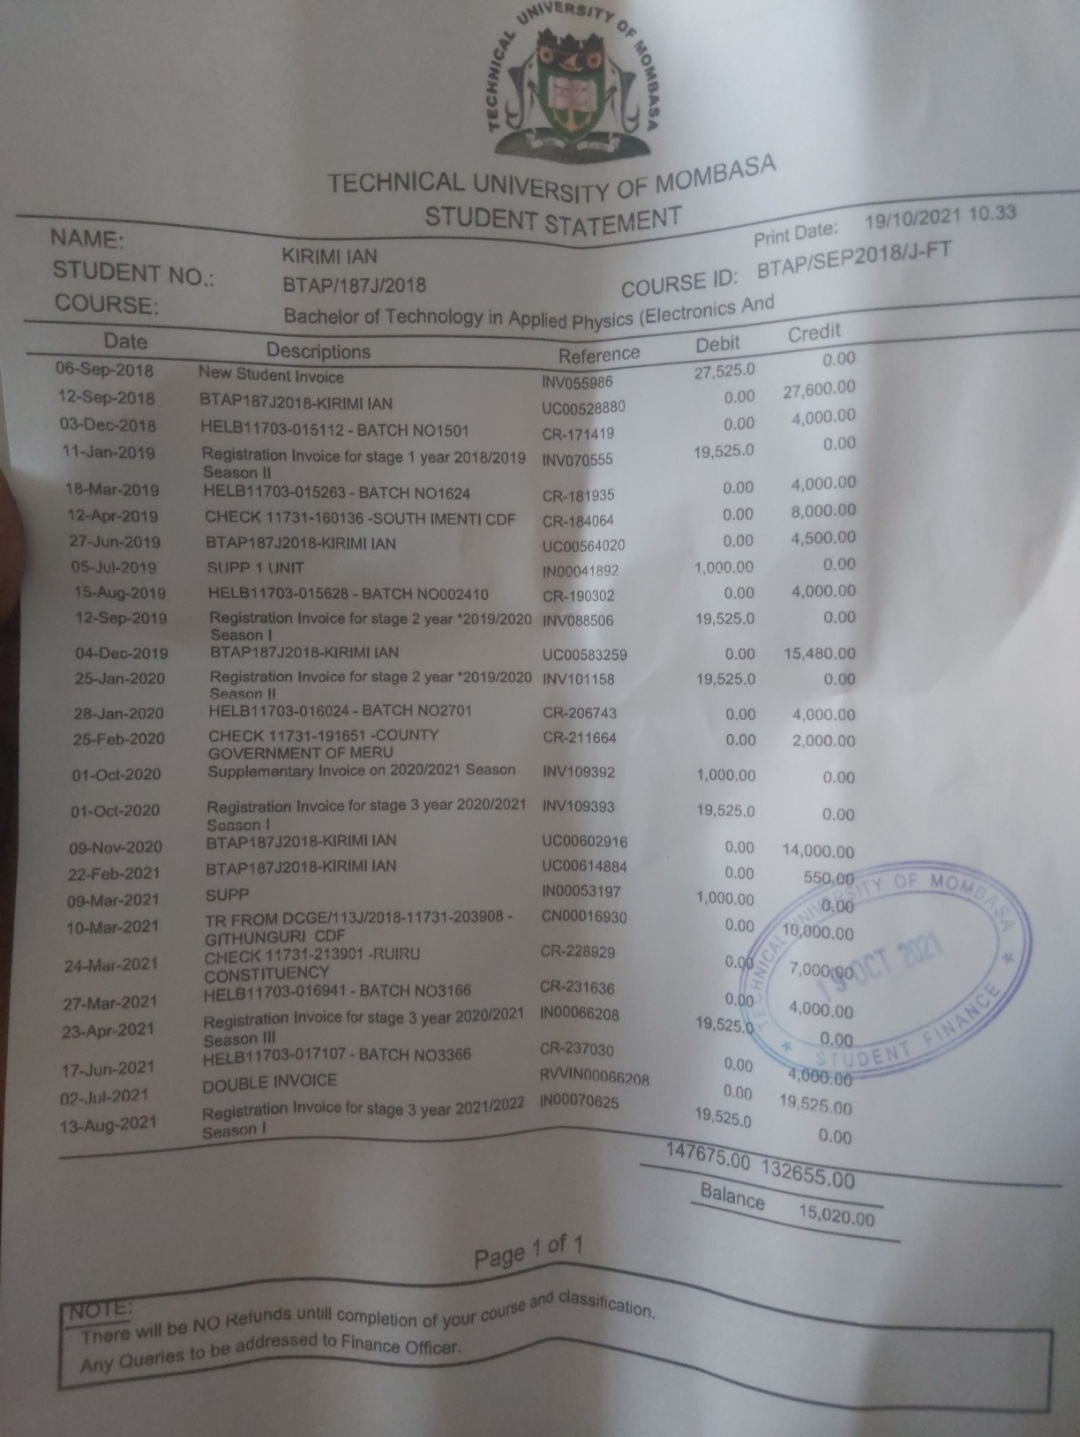 TECHNICAL UNIVERSITY OF MOMBASA
TECHNICAL UNIVERSITY OF MOMBASA
STUDENT STATEMENT
Print Date: 19/10/2021 10.33
NAME: KIRIMI IAN
STUDENT NO.: BTAP/187J/2018 COURSE ID: BTAP/SEP2018/J-FT
COURSE: Bachelor of Technology in Applied Physics (Electronics And
Date Descriptions Reference Debit Credit
06-Sep-2018 New Student Invoice INV055986 27,525.0 0.00
12-Sep-2018 BTAP187J2018-KIRIMI IAN UC00528880 0.00 27,600.00
03-Dec-2018 HELB11703-015112 - BATCH NO1501 CR-171419 0.00 4,000.00
11-Jan-2019 Registration Invoice for stage 1 year 2018/2019 INV070555 19,525.0 0.00
Season II
18-Mar-2019 HELB11703-015263 - BATCH NO1624 CR-181935 0.00 4,000.00
12-Apr-2019 CHECK 11731-160136 -SOUTH IMENTI CDF CR-184064 0.00 8,000.00
27-Jun-2019 BTAP187J2018-KIRIMI IAN UC00564020 0.00 4,500.00
05-Jul-2019 SUPP 1 UNIT IN00041892 1,000.00 0.00
15-Aug-2019 HELB11703-015628 - BATCH NO002410 CR-190302 0.00 4,000.00
12-Sep-2019 Registration Invoice for stage 2 year *2019/2020 INV088506 19,525.0 0.00
Season I
04-Dec-2019 BTAP187J2018-KIRIMI IAN UC00583259 0.00 15,480.00
25-Jan-2020 Registration Invoice for stage 2 year *2019/2020 INV101158 19,525.0 0.00
Season II
28-Jan-2020 HELB11703-016024 - BATCH NO2701 CR-206743 0.00 4,000.00
25-Feb-2020 CHECK 11731-191651 -COUNTY CR-211664 0.00 2,000.00
GOVERNMENT OF MERU
01-Oct-2020 Supplementary Invoice on 2020/2021 Season INV109392 1,000.00 0.00
01-Oct-2020 Registration Invoice for stage 3 year 2020/2021 INV109393 19,525.0 0.00
Season I
09-Nov-2020 BTAP187J2018-KIRIMI IAN UC00602916 0.00 14,000.00
22-Feb-2021 BTAP187J2018-KIRIMI IAN UC00614884 0.00 550.00
09-Mar-2021 SUPP IN00053197 1,000.00 0.00
10-Mar-2021 TR FROM DCGE/113J/2018-11731-203908 - CN00016930 0.00 10,000.00
GITHUNGURI CDF
24-Mar-2021 CHECK 11731-213901 -RUIRU CR-228929 0.00 7,000.00
CONSTITUENCY
27-Mar-2021 HELB11703-016941 - BATCH NO3166 CR-231636 0.00 4,000.00
23-Apr-2021 Registration Invoice for stage 3 year 2020/2021 IN00066208 19,525.0 0.00
Season III
17-Jun-2021 HELB11703-017107 - BATCH NO3366 CR-237030 0.00 4,000.00
02-Jul-2021 DOUBLE INVOICE RVVIN00066208 0.00 19,525.00
13-Aug-2021 Registration Invoice for stage 3 year 2021/2022 IN00070625 19,525.0 0.00
Season I
147675.00 132655.00
Balance 15,020.00
TECHNICAL UNIVERSITY OF MOMBASA
19 OCT 2021
STUDENT FINANCE
Page 1 of 1
NOTE:
There will be NO Refunds untill completion of your course and classification.
Any Queries to be addressed to Finance Officer.